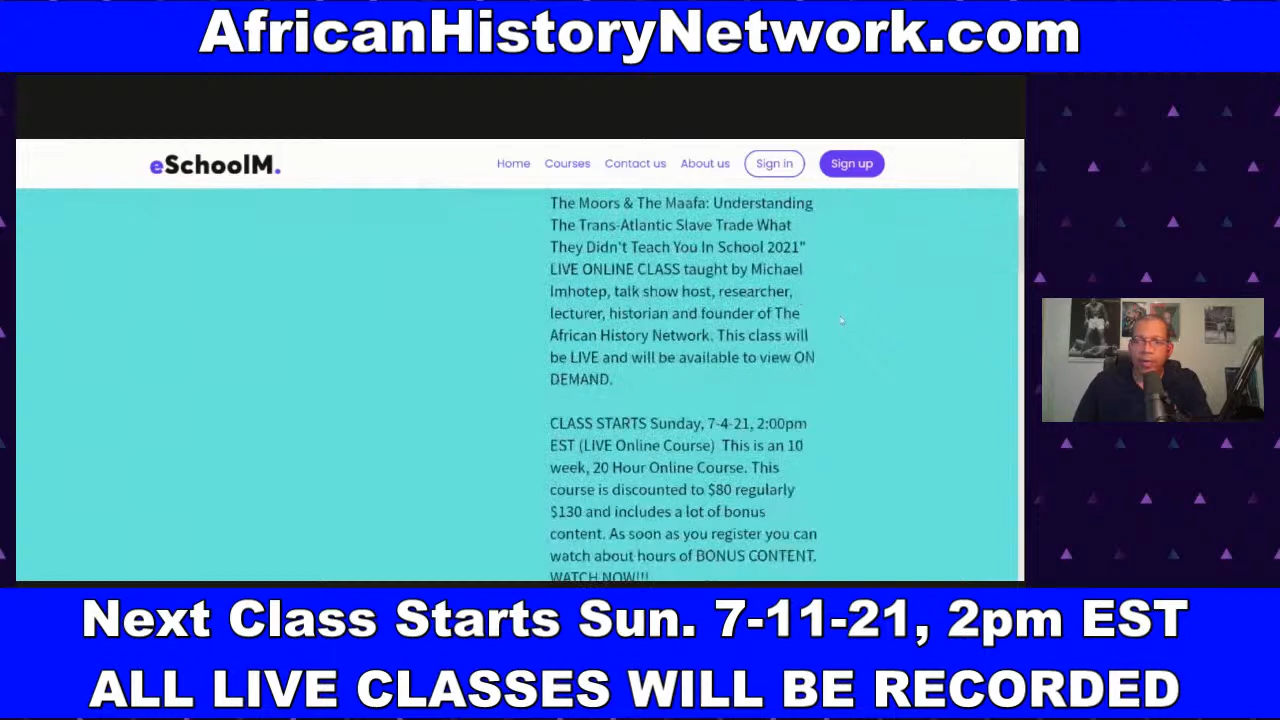 AfricanHistoryNetwork.com
eSchoolM.
Home Courses Contact us About us Sign in Sign up
The Moors & The Maafa: Understanding
The Trans-Atlantic Slave Trade What
They Didn't Teach You In School 2021"
LIVE ONLINE CLASS taught by Michael
Imhotep, talk show host, researcher,
lecturer, historian and founder of The
African History Network. This class will
be LIVE and will be available to view ON
DEMAND.
CLASS STARTS Sunday, 7-4-21, 2:00pm
EST (LIVE Online Course) This is an 10
week, 20 Hour Online Course. This
course is discounted to $80 regularly
$130 and includes a lot of bonus
content. As soon as you register you can
watch about hours of BONUS CONTENT.
WATCH NOW!!!
Next Class Starts Sun. 7-11-21, 2pm EST
ALL LIVE CLASSES WILL BE RECORDED